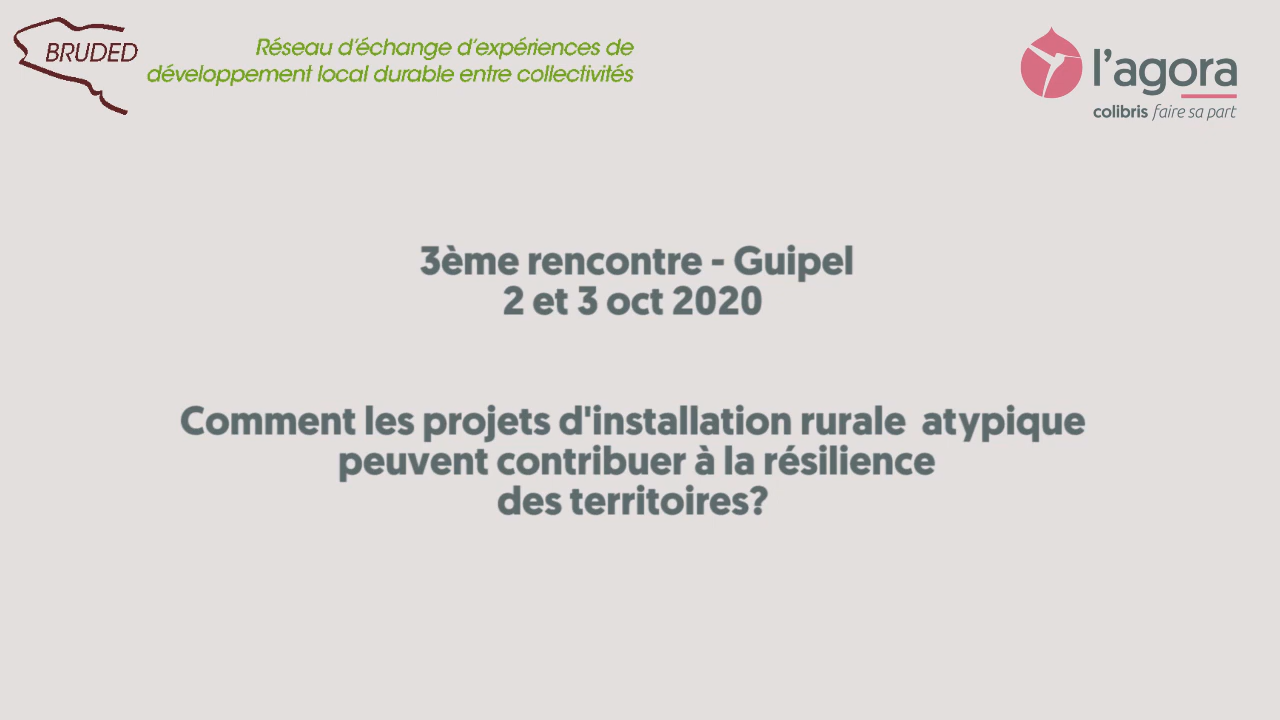 BRUDED
Réseau d'échange d'expériences de
développement local durable entre collectivités
l'agora
colibris faire sa part
3ème rencontre - Guipel
2 et 3 oct 2020
Comment les projets d'installation rurale  atypique
peuvent contribuer à la résilience
des territoires?